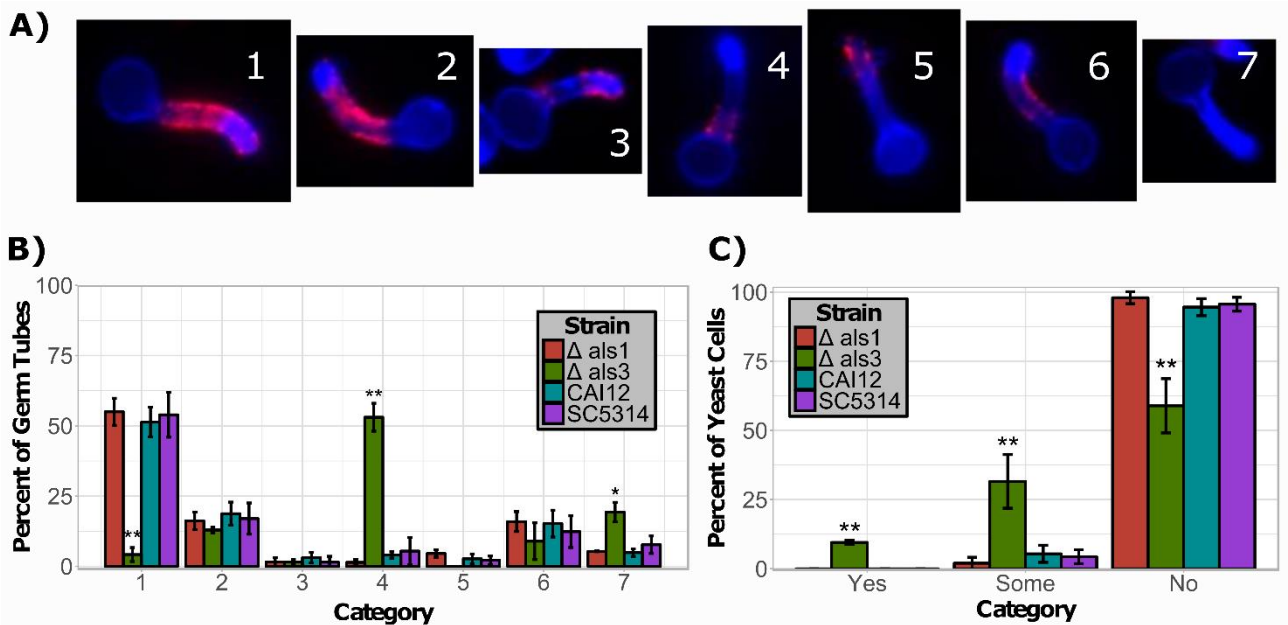 A)
1
2
3
4
5
6
7
B)
Percent of Germ Tubes
100
75
50
25
0
**
**
*
Strain
Δ als1
Δ als3
CAI12
SC5314
1 2 3 4 5 6 7
Category
C)
Percent of Yeast Cells
100
75
50
25
0
Strain
Δ als1
Δ als3
CAI12
SC5314
**
**
**
Yes Some No
Category